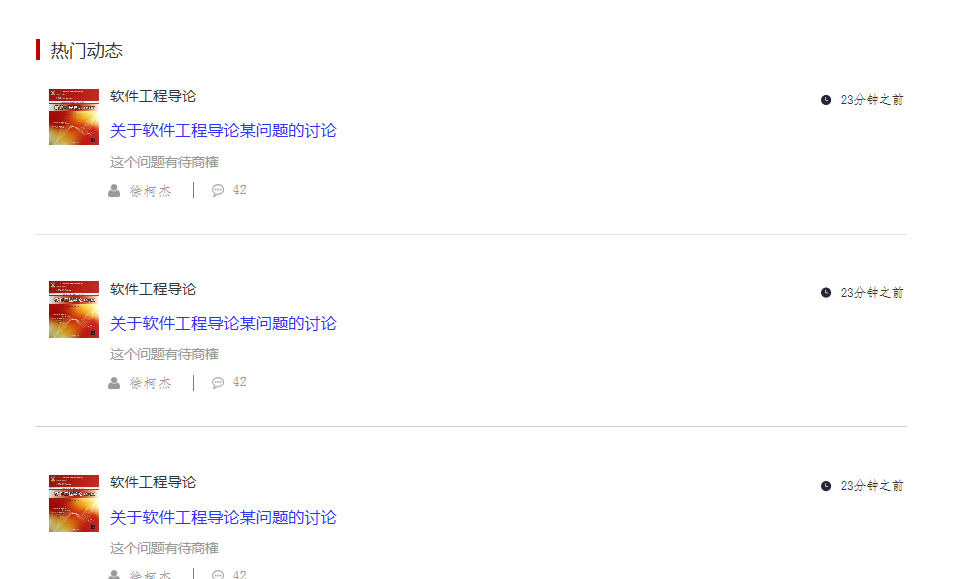 热门动态
软件工程导论
23分钟之前
关于软件工程导论某问题的讨论
这个问题有待商榷
徐柯杰 | 42
软件工程导论
23分钟之前
关于软件工程导论某问题的讨论
这个问题有待商榷
徐柯杰 | 42
软件工程导论
23分钟之前
关于软件工程导论某问题的讨论
这个问题有待商榷
徐柯杰 | 42